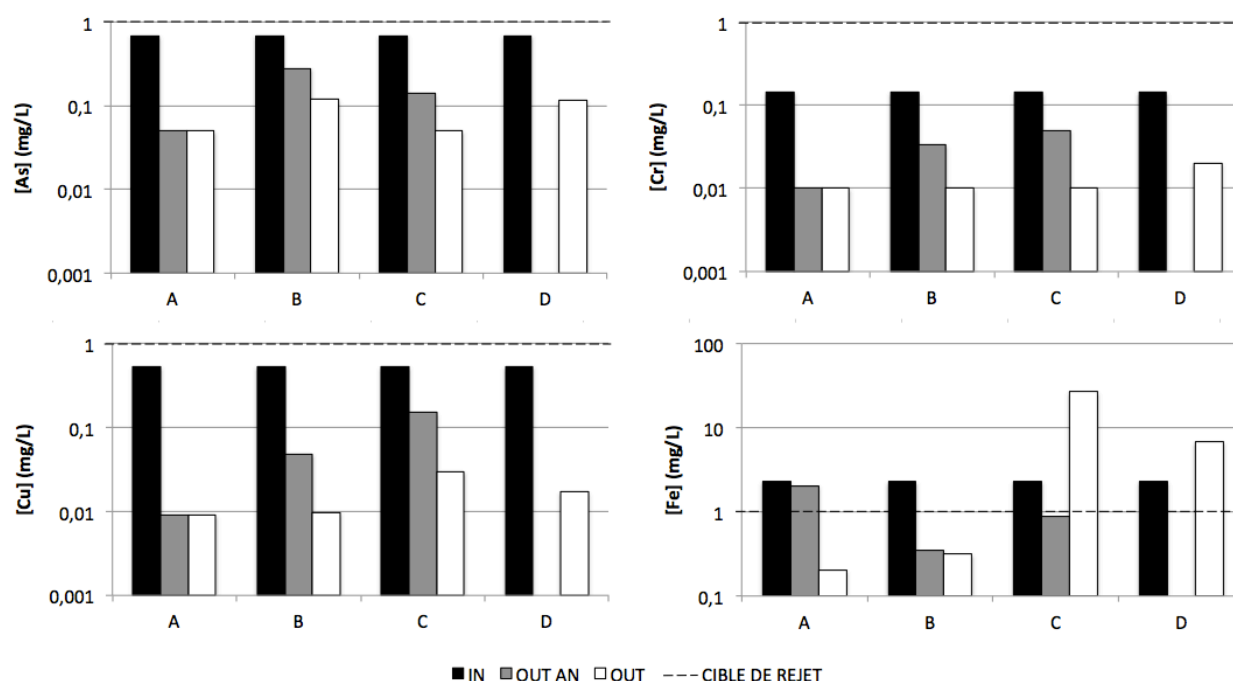 [As] (mg/L)
1
0,1
0,01
0,001
A B C D
[Cr] (mg/L)
1
0,1
0,01
0,001
A B C D
[Cu] (mg/L)
1
0,1
0,01
0,001
A B C D
[Fe] (mg/L)
100
10
1
0,1
A B C D
IN OUT AN OUT CIBLE DE REJET